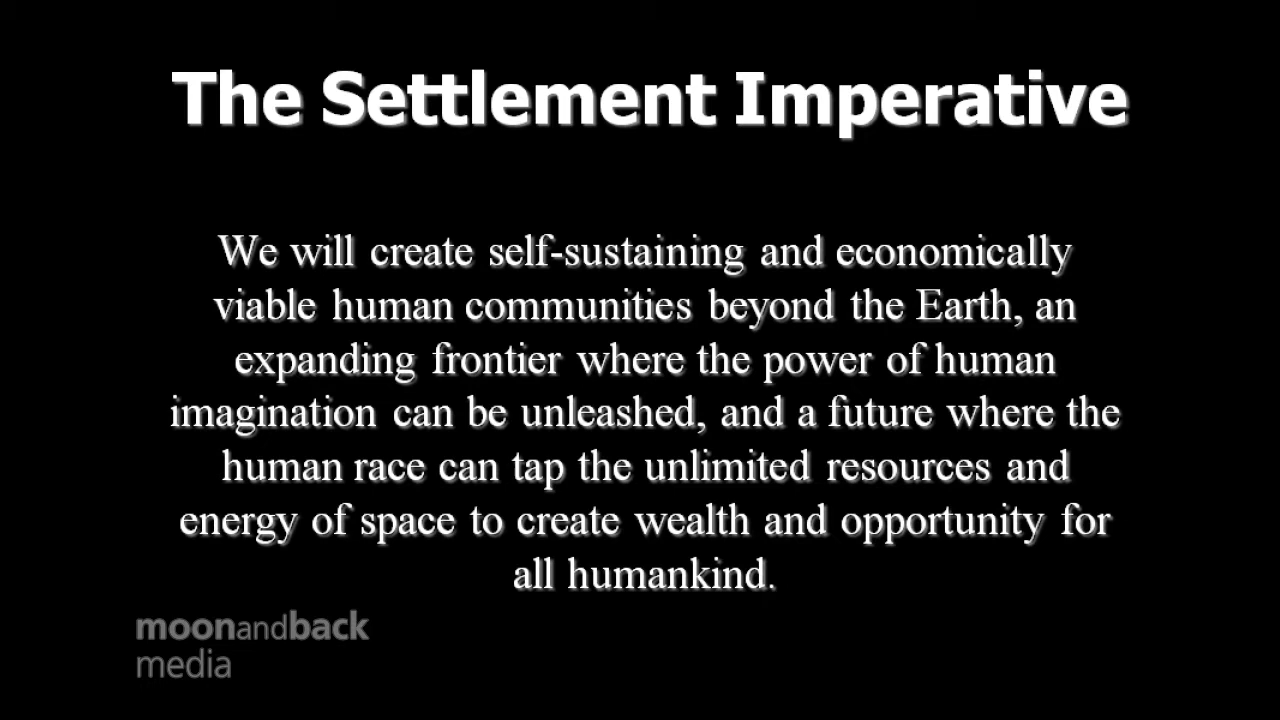 The Settlement Imperative
We will create self-sustaining and economically
viable human communities beyond the Earth, an
expanding frontier where the power of human
imagination can be unleashed, and a future where the
human race can tap the unlimited resources and
energy of space to create wealth and opportunity for
all humankind.
moonandback
media